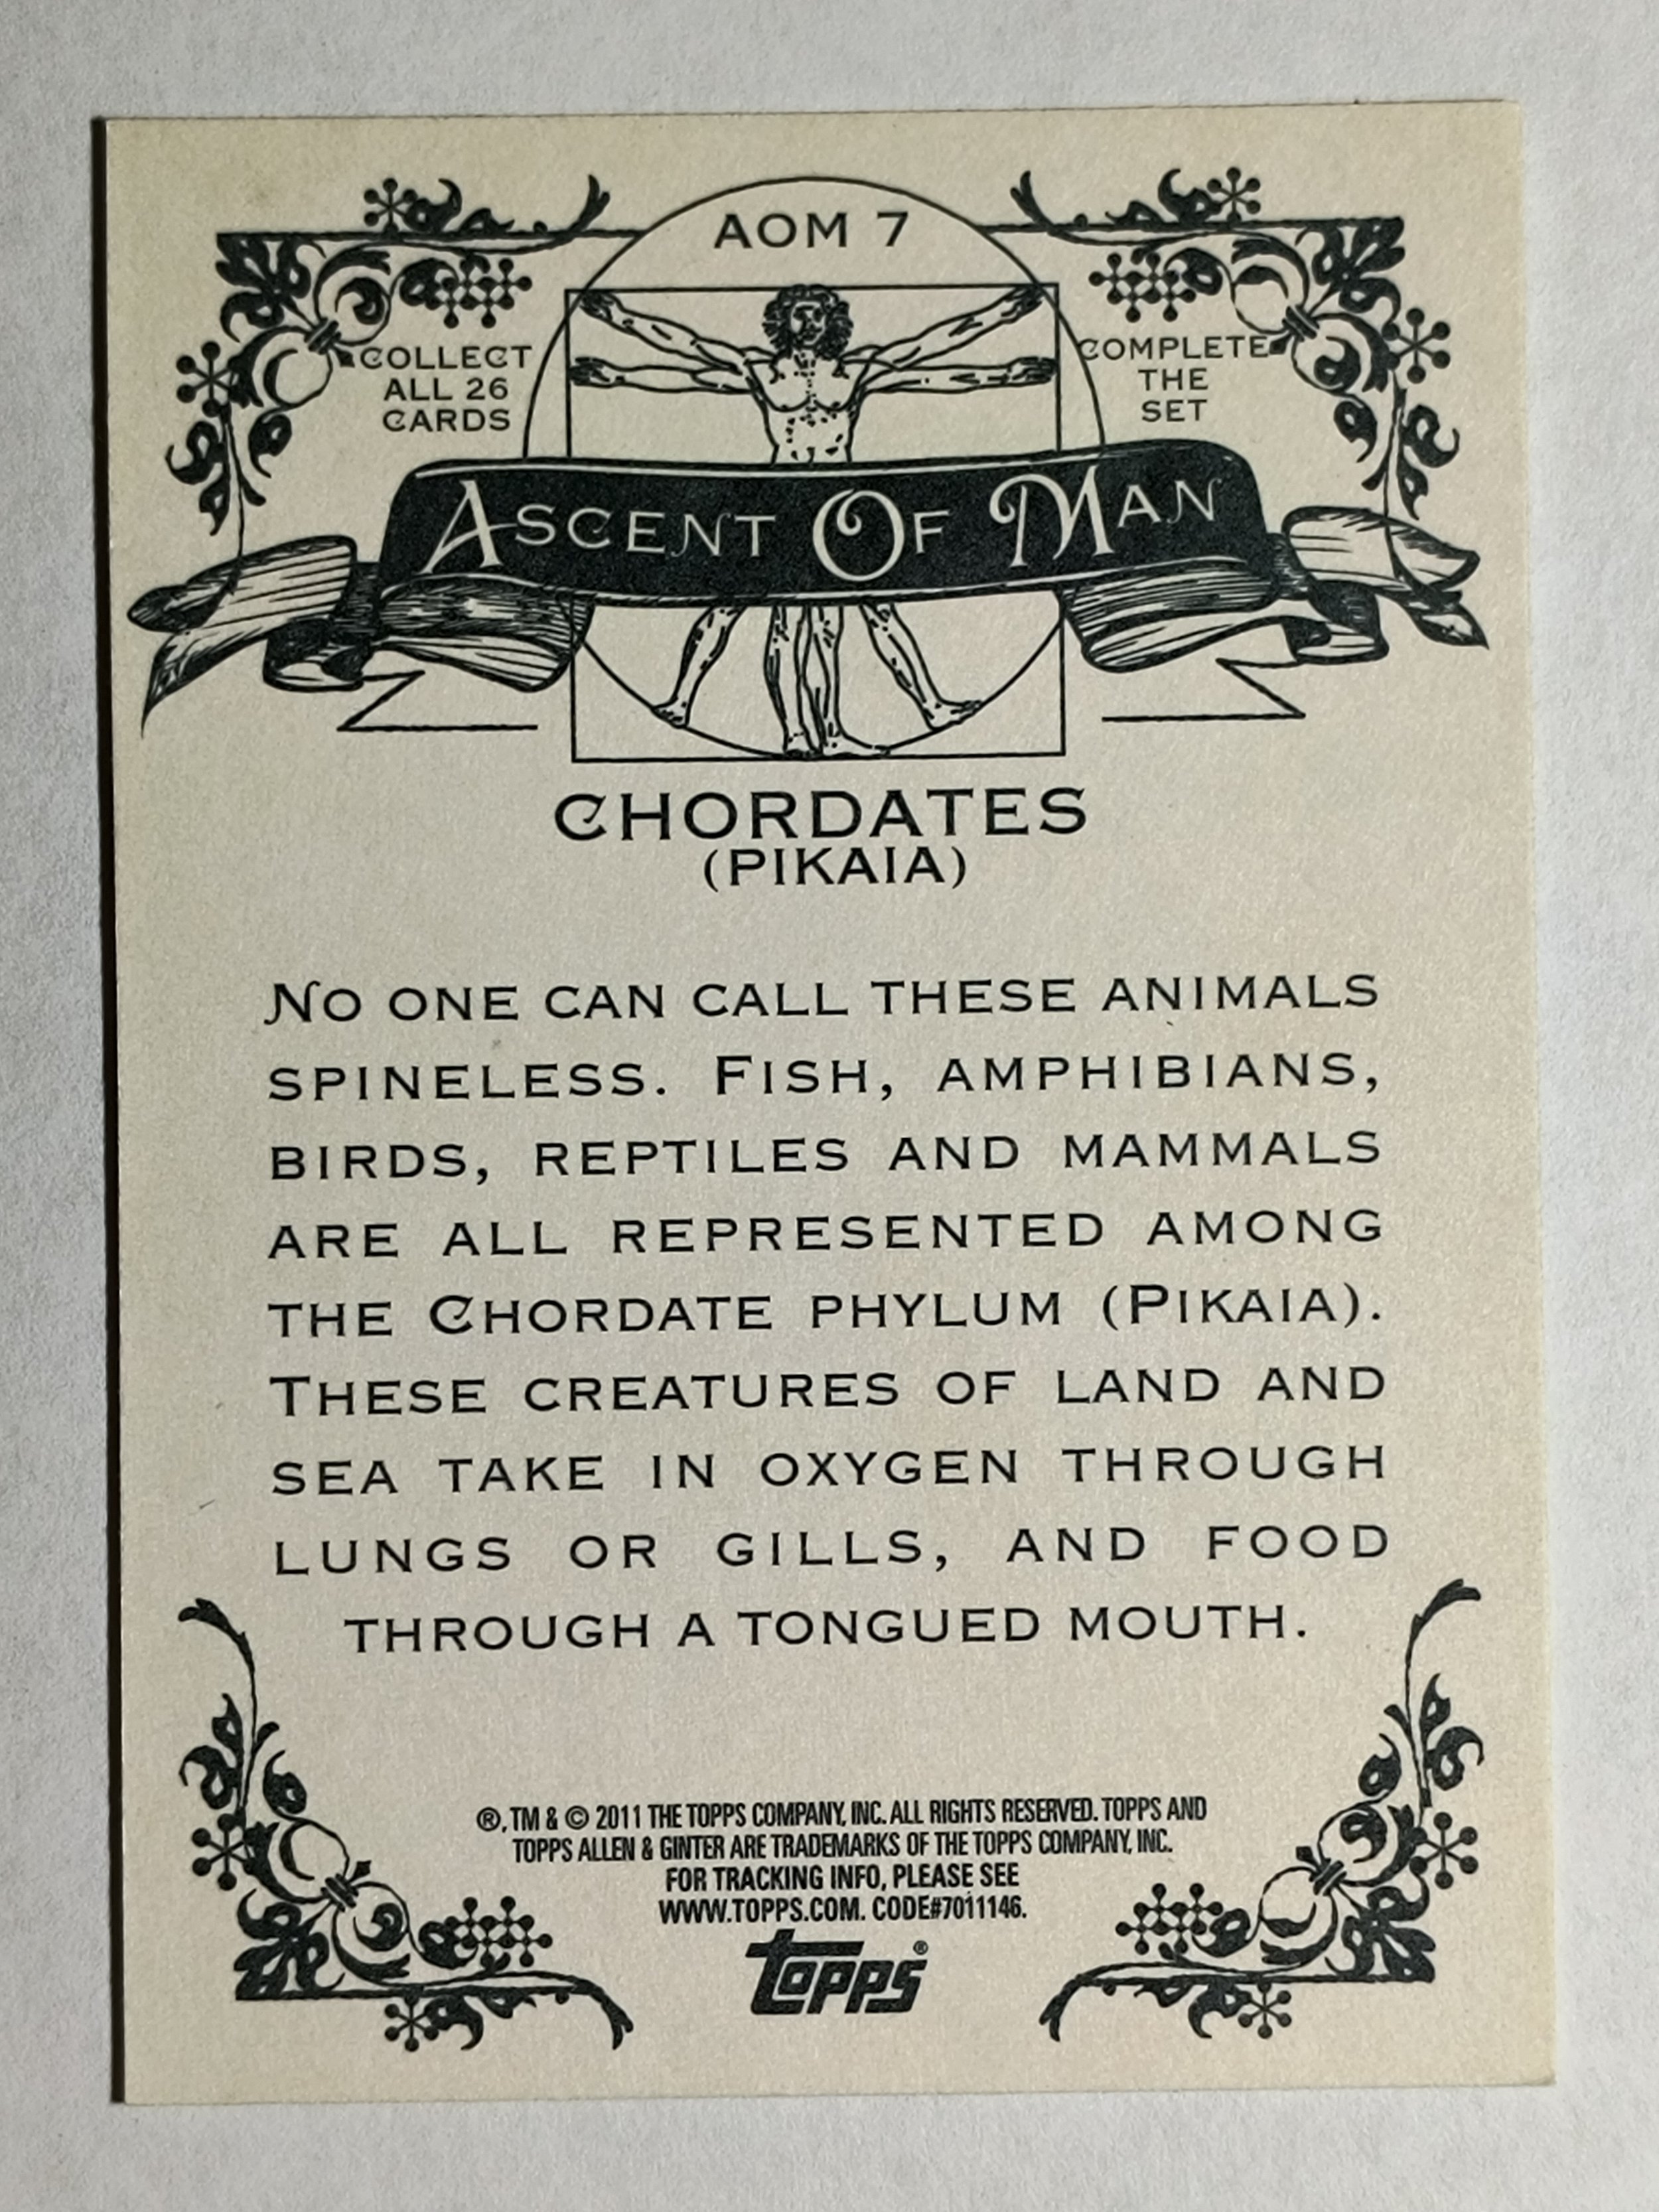 AOM 7
COLLECT
ALL 26
CARDS
COMPLETE
THE
SET
ASCENT OF MAN
CHORDATES
(PIKAIA)
NO ONE CAN CALL THESE ANIMALS
SPINELESS. FISH, AMPHIBIANS,
BIRDS, REPTILES AND MAMMALS
ARE ALL REPRESENTED AMONG
THE CHORDATE PHYLUM (PIKAIA).
THESE CREATURES OF LAND AND
SEA TAKE IN OXYGEN THROUGH
LUNGS OR GILLS, AND FOOD
THROUGH A TONGUED MOUTH.
®, TM & © 2011 THE TOPPS COMPANY, INC. ALL RIGHTS RESERVED. TOPPS AND
TOPPS ALLEN & GINTER ARE TRADEMARKS OF THE TOPPS COMPANY, INC.
FOR TRACKING INFO, PLEASE SEE
WWW.TOPPS.COM. CODE#7011146.
topps®